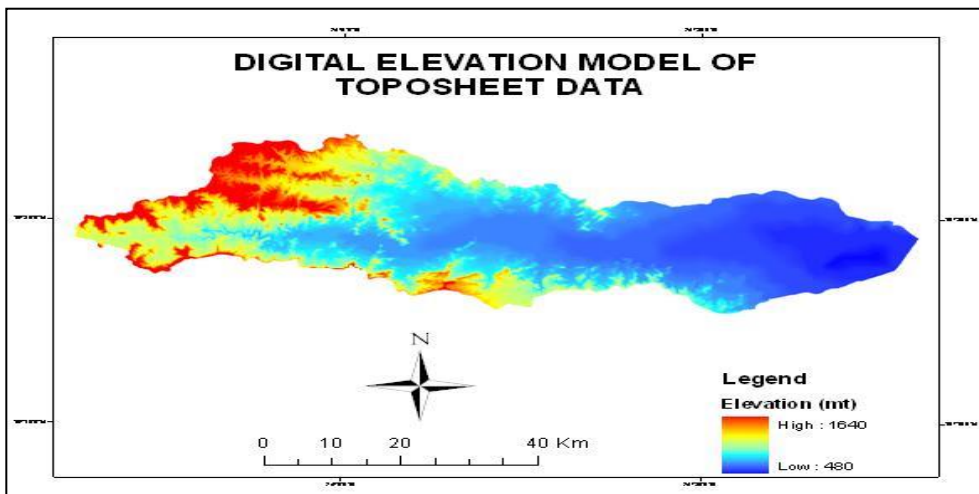 DIGITAL ELEVATION MODEL OF
TOPOSHEET DATA
N
0 10 20 40 Km
Legend
Elevation (mt)
High : 1640
Low : 480